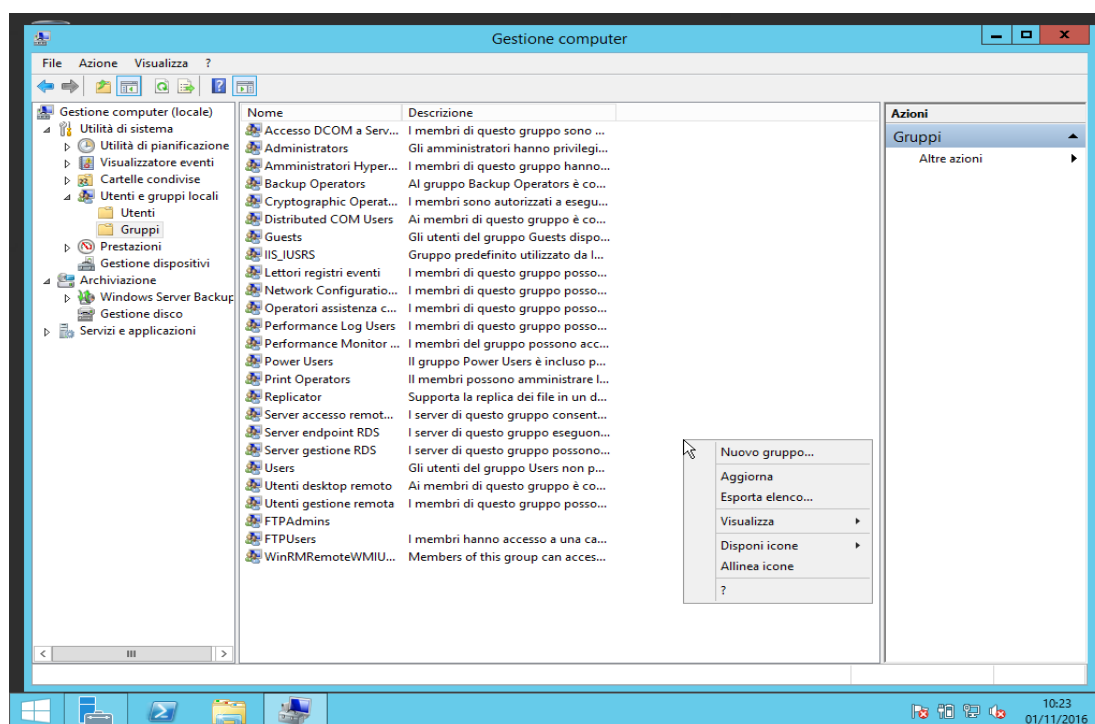 Gestione computer
File Azione Visualizza ?
Gestione computer (locale)
Utilità di sistema
Utilità di pianificazione
Visualizzatore eventi
Cartelle condivise
Utenti e gruppi locali
Utenti
Gruppi
Prestazioni
Gestione dispositivi
Archiviazione
Windows Server Backup
Gestione disco
Servizi e applicazioni
Nome Descrizione
Accesso DCOM a Serv... I membri di questo gruppo sono ...
Administrators Gli amministratori hanno privilegi...
Amministratori Hyper... I membri di questo gruppo hanno...
Backup Operators Al gruppo Backup Operators è co...
Cryptographic Operat... I membri sono autorizzati a esegu...
Distributed COM Users Ai membri di questo gruppo è co...
Guests Gli utenti del gruppo Guests dispo...
IIS_IUSRS Gruppo predefinito utilizzato da I...
Lettori registri eventi I membri di questo gruppo posso...
Network Configuratio... I membri di questo gruppo posso...
Operatori assistenza c... I membri di questo gruppo posso...
Performance Log Users I membri di questo gruppo posso...
Performance Monitor ... I membri del gruppo possono acc...
Power Users Il gruppo Power Users è incluso p...
Print Operators Il membri possono amministrare l...
Replicator Supporta la replica dei file in un d...
Server accesso remot... I server di questo gruppo consent...
Server endpoint RDS I server di questo gruppo eseguon...
Server gestione RDS I server di questo gruppo possono...
Users Gli utenti del gruppo Users non p...
Utenti desktop remoto Ai membri di questo gruppo è co...
Utenti gestione remota I membri di questo gruppo posso...
FTPAdmins
FTPUsers I membri hanno accesso a una ca...
WinRMRemoteWMIU... Members of this group can acces...
Nuovo gruppo...
Aggiorna
Esporta elenco...
Visualizza
Disponi icone
Allinea icone
?
Azioni
Gruppi
Altre azioni
10:23
01/11/2016